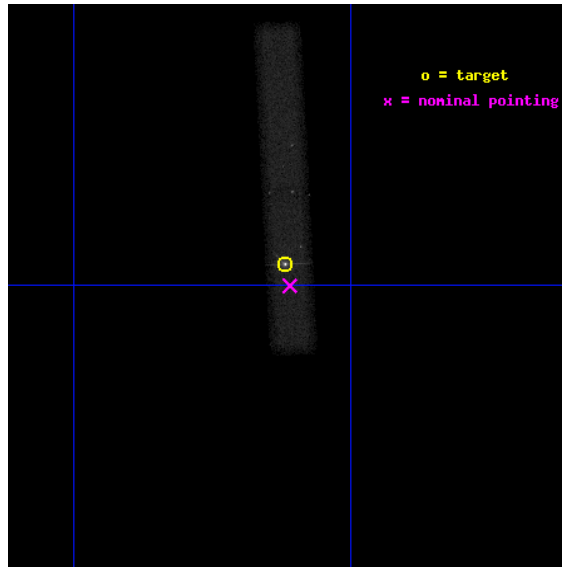 o = target
x = nominal pointing